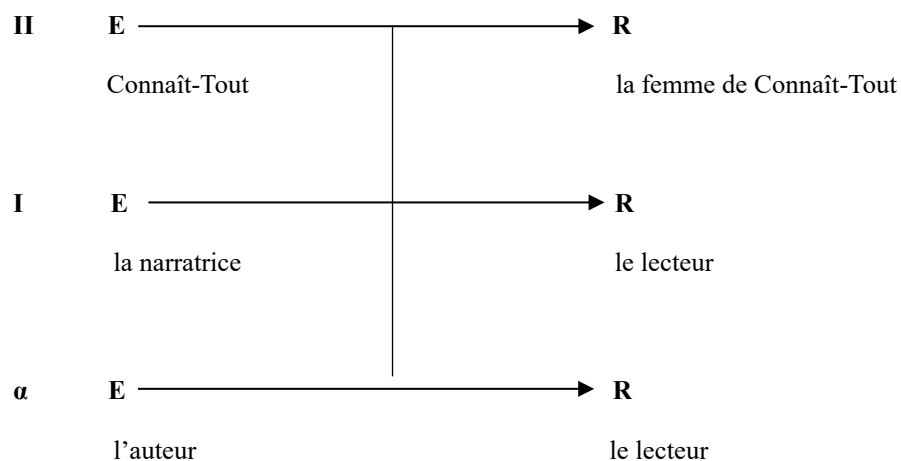 II E R
Connaît-Tout la femme de Connaît-Tout
I E R
la narratrice le lecteur
α E R
l’auteur le lecteur